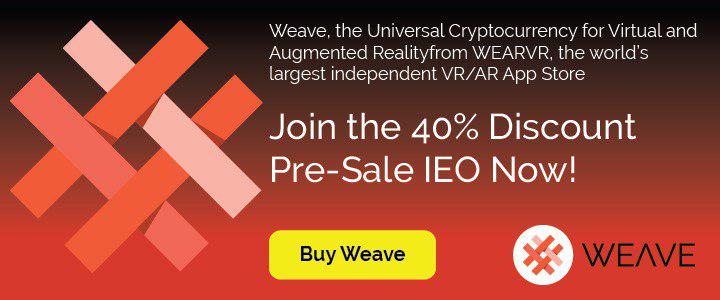 Weave, the Universal Cryptocurrency for Virtual and
Augmented Realityfrom WEARVR, the world's
largest independent VR/AR App Store
Join the 40% Discount
Pre-Sale IEO Now!
Buy Weave
WEAVE